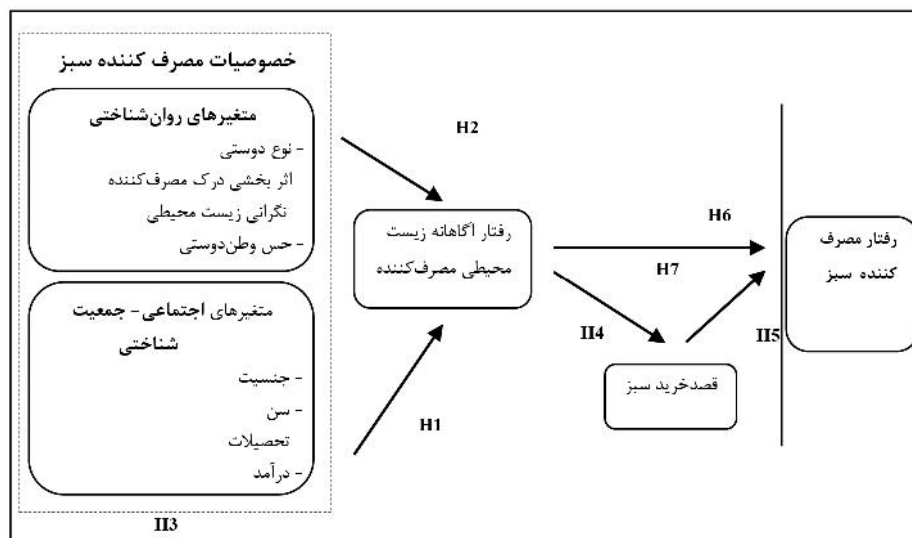 خصوصیات مصرف کننده سبز
متغیرهای روان‌شناختی
- نوع دوستی
اثر بخشی درک مصرف‌کننده
نگرانی زیست محیطی
- حس وطن‌دوستی
متغیرهای اجتماعی - جمعیت
شناختی
- جنسیت
- سن
تحصیلات
- درآمد
II3
H2
H1
رفتار آگاهانه زیست
محیطی مصرف‌کننده
H6
H7
II4
II5
قصدخرید سبز
رفتار مصرف
کننده سبز